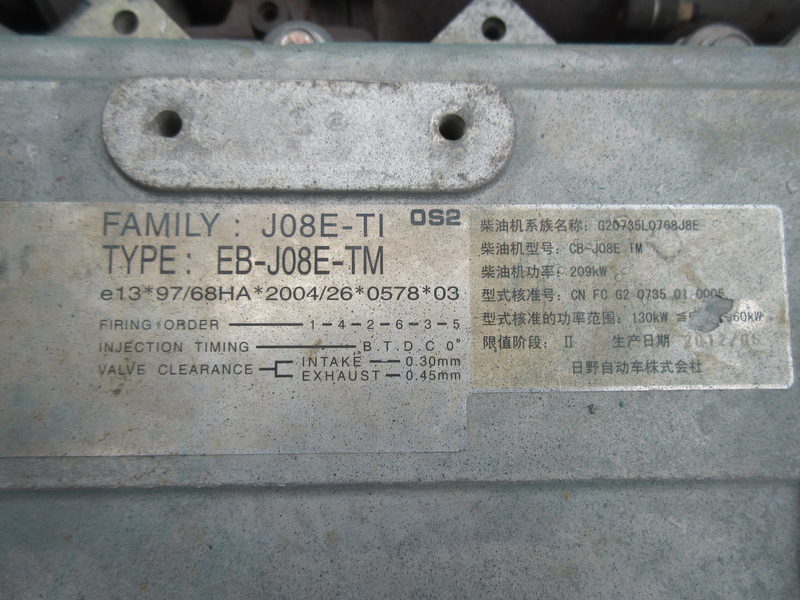 FAMILY : J08E-TI OS2
TYPE : EB-J08E-TM
e13*97/68HA*2004/26*0578*03
FIRING ORDER 1-4-2-6-3-5
INJECTION TIMING B.T.D.C 0°
VALVE CLEARANCE INTAKE 0.30mm
EXHAUST 0.45mm
柴油机系族名称: G20735L0768J8E
柴油机型号: CB-J08E TM
柴油机功率: 209kW
型式核准号: CN FC G2 0735 01 0005
型式核准的功率范围: 130kW ≦ ≦560kW
限值阶段: Ⅱ 生产日期 2012/06
日野自动车株式会社